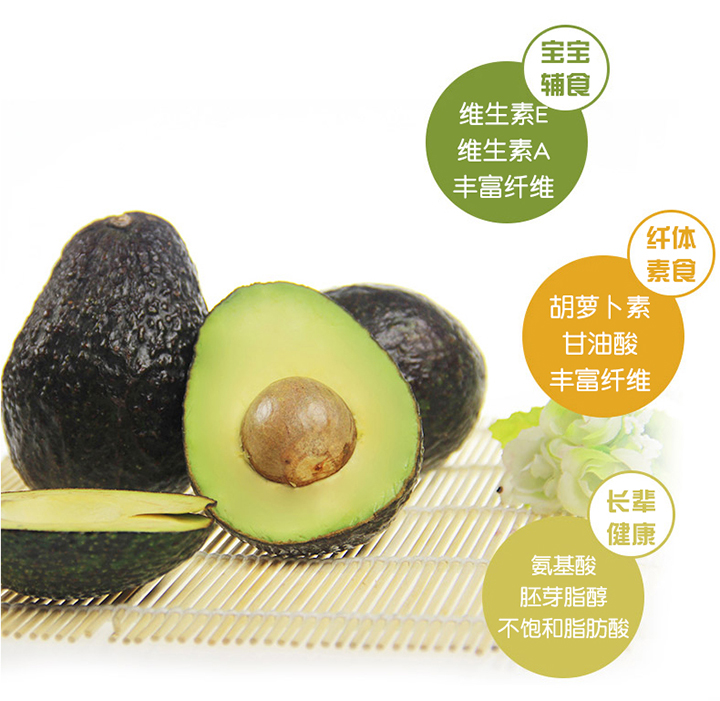 宝宝
辅食
维生素E
维生素A
丰富纤维
纤体
素食
胡萝卜素
甘油酸
丰富纤维
长辈
健康
氨基酸
胚芽脂醇
不饱和脂肪酸